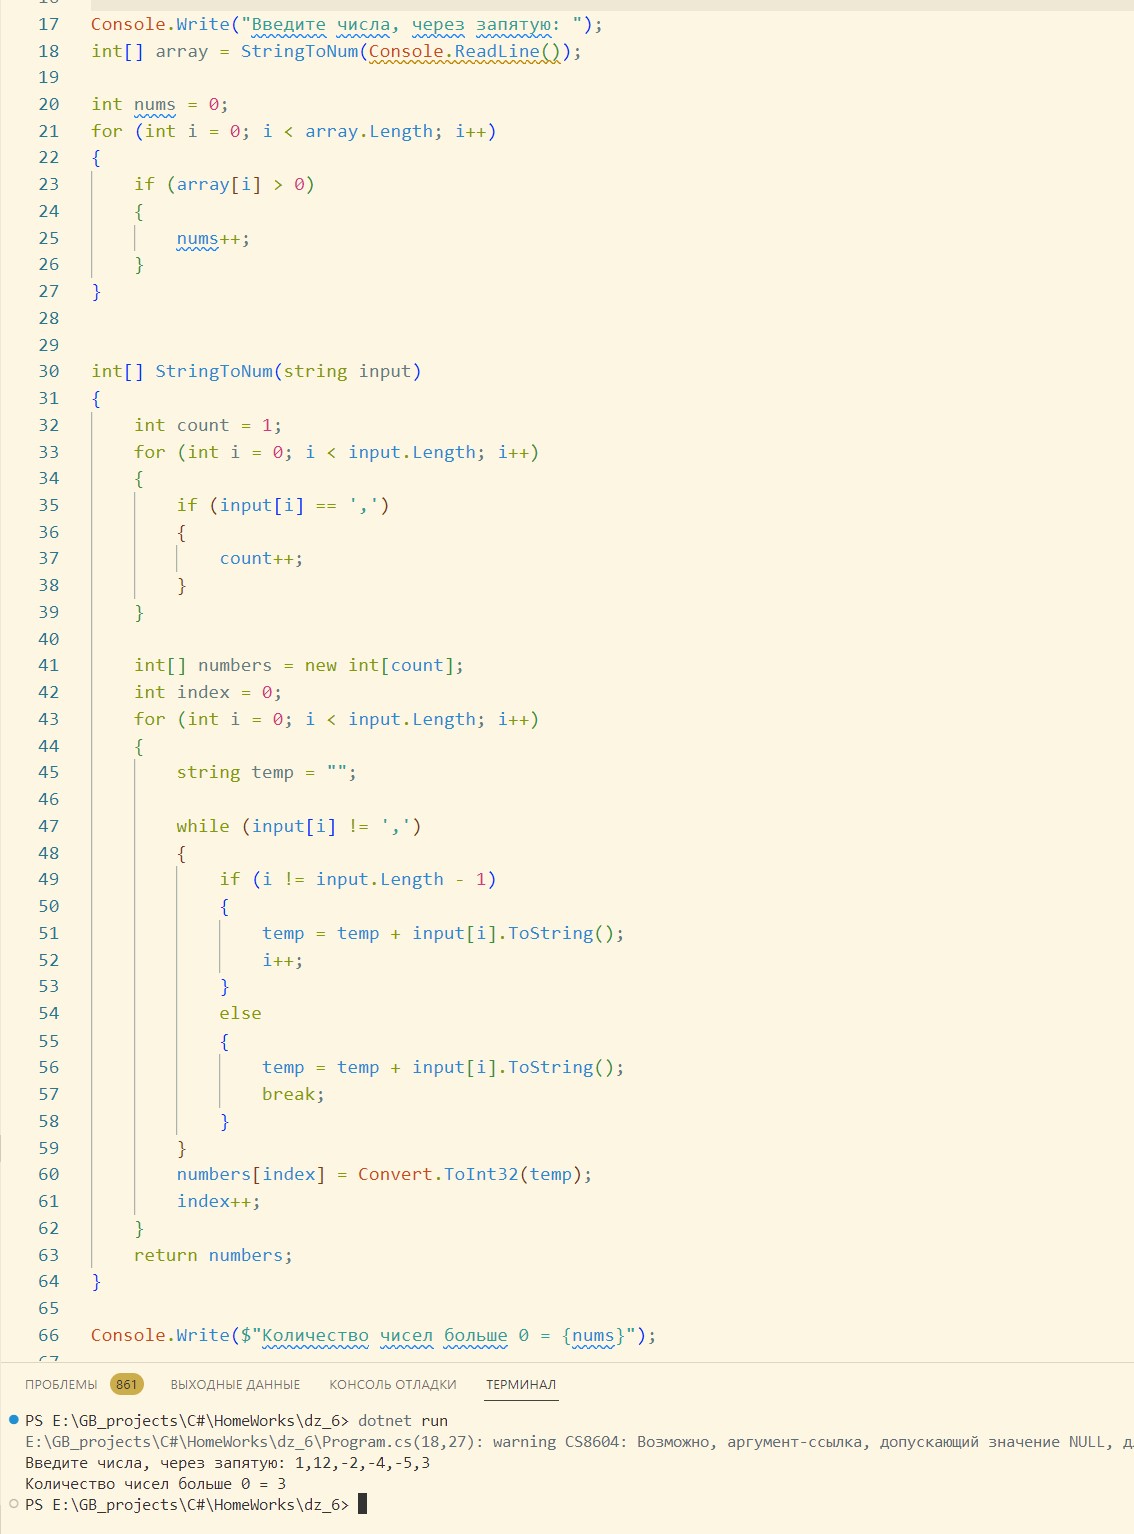 17 Console.Write("Введите числа, через запятую: ");
18 int[] array = StringToNum(Console.ReadLine());
19
20 int nums = 0;
21 for (int i = 0; i < array.Length; i++)
22 {
23 if (array[i] > 0)
24 {
25 nums++;
26 }
27 }
28
29
30 int[] StringToNum(string input)
31 {
32 int count = 1;
33 for (int i = 0; i < input.Length; i++)
34 {
35 if (input[i] == ',')
36 {
37 count++;
38 }
39 }
40
41 int[] numbers = new int[count];
42 int index = 0;
43 for (int i = 0; i < input.Length; i++)
44 {
45 string temp = "";
46
47 while (input[i] != ',')
48 {
49 if (i != input.Length - 1)
50 {
51 temp = temp + input[i].ToString();
52 i++;
53 }
54 else
55 {
56 temp = temp + input[i].ToString();
57 break;
58 }
59 }
60 numbers[index] = Convert.ToInt32(temp);
61 index++;
62 }
63 return numbers;
64 }
65
66 Console.Write($"Количество чисел больше 0 = {nums}");
ПРОБЛЕМЫ 861 ВЫХОДНЫЕ ДАННЫЕ КОНСОЛЬ ОТЛАДКИ ТЕРМИНАЛ
PS E:\GB_projects\C#\HomeWorks\dz_6> dotnet run
E:\GB_projects\C#\HomeWorks\dz_6\Program.cs(18,27): warning CS8604: Возможно, аргумент-ссылка, допускающий значение NULL,
Введите числа, через запятую: 1,12,-2,-4,-5,3
Количество чисел больше 0 = 3
PS E:\GB_projects\C#\HomeWorks\dz_6>